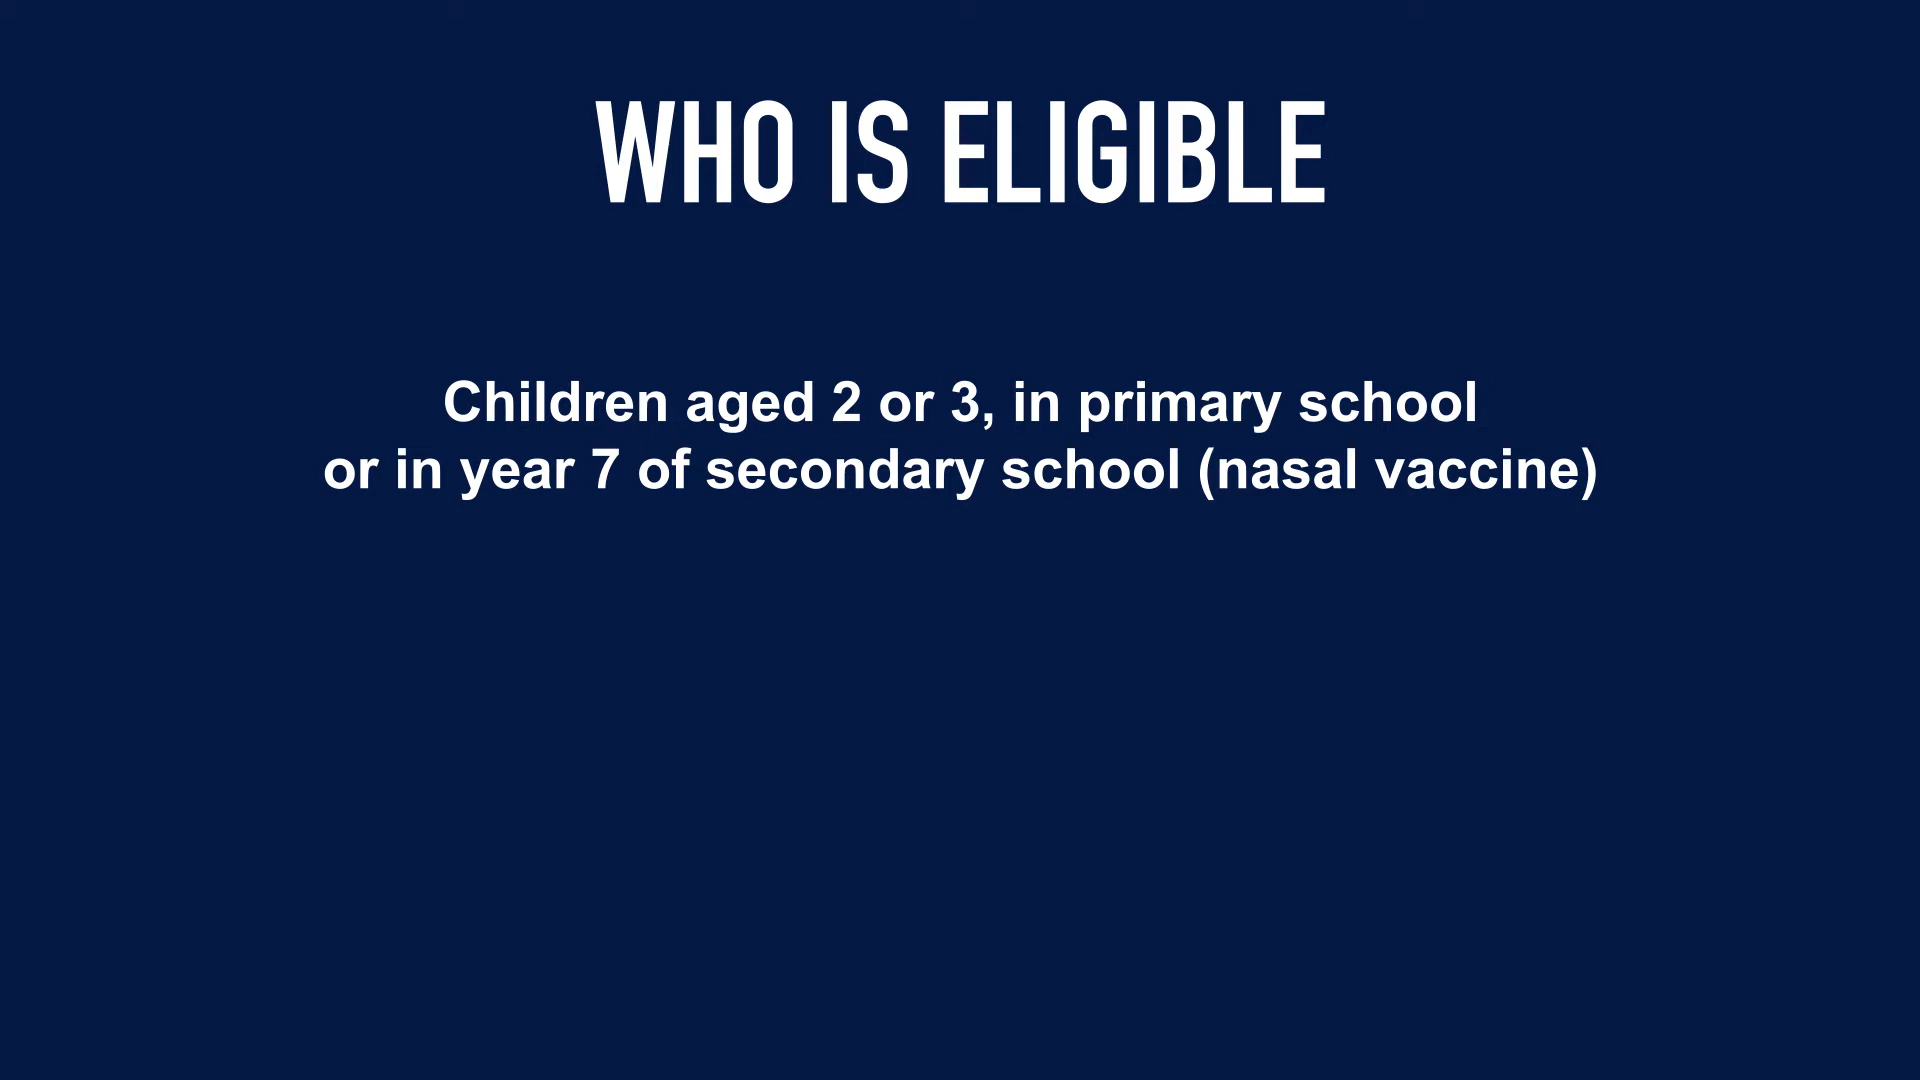 WHO IS ELIGIBLE
Children aged 2 or 3, in primary school
or in year 7 of secondary school (nasal vaccine)